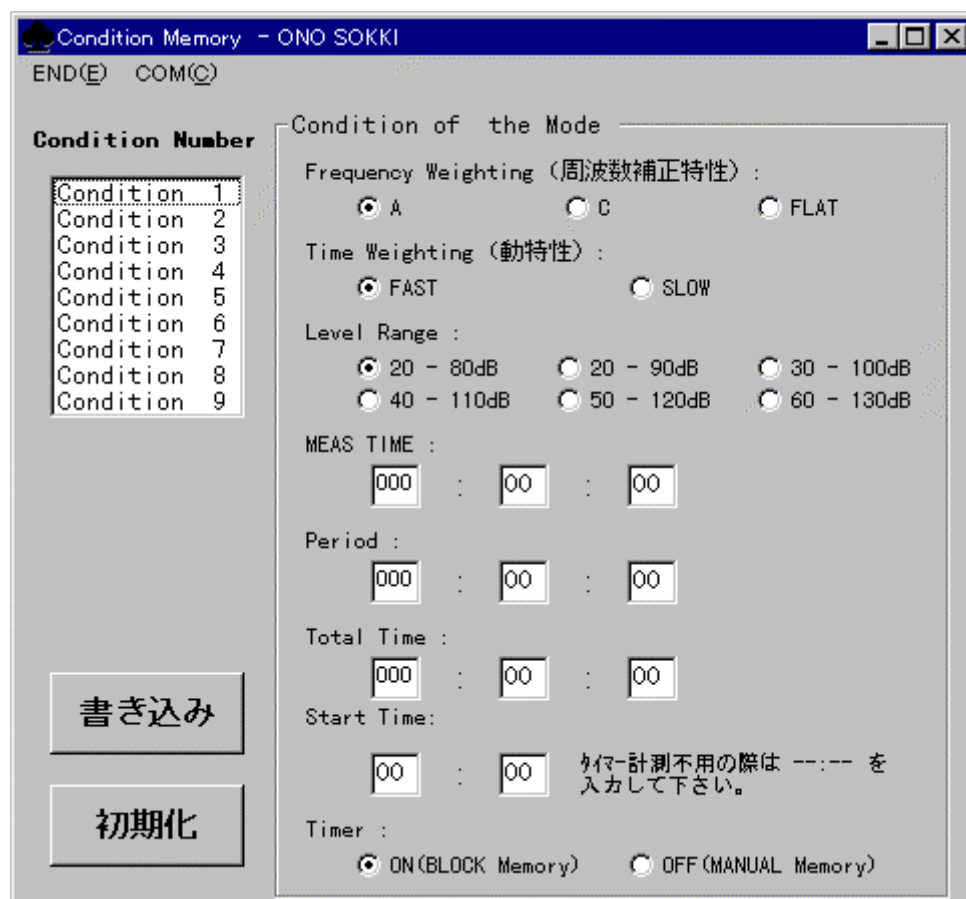 Condition Memory - ONO SOKKI
END(E) COM(C)
Condition Number
Condition 1
Condition 2
Condition 3
Condition 4
Condition 5
Condition 6
Condition 7
Condition 8
Condition 9
書き込み
初期化
Condition of the Mode
Frequency Weighting (周波数補正特性) :
A C FLAT
Time Weighting (動特性) :
FAST SLOW
Level Range :
20 - 80dB 20 - 90dB 30 - 100dB
40 - 110dB 50 - 120dB 60 - 130dB
MEAS TIME :
000 : 00 : 00
Period :
000 : 00 : 00
Total Time :
000 : 00 : 00
Start Time:
00 : 00
ﾀｲﾏｰ計測不用の際は --:-- を
入力して下さい。
Timer :
ON(BLOCK Memory) OFF(MANUAL Memory)